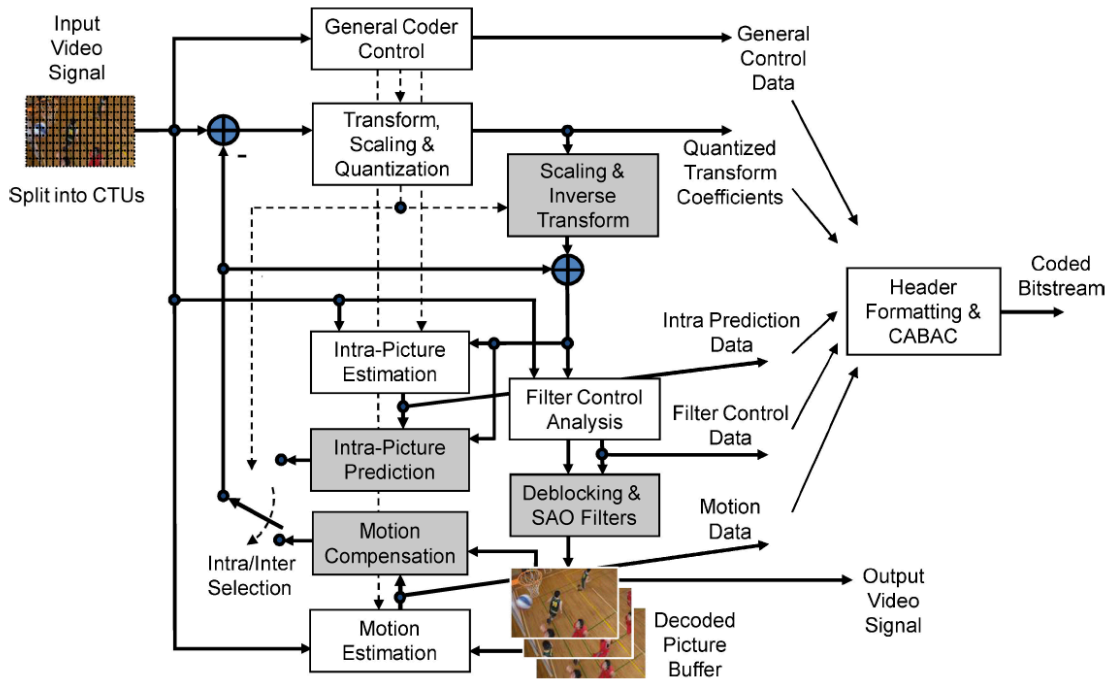 Input
Video
Signal
Split into CTUs
General Coder
Control
General
Control
Data
Transform,
Scaling &
Quantization
-
Quantized
Transform
Coefficients
Scaling &
Inverse
Transform
Header
Formatting &
CABAC
Coded
Bitstream
Intra-Picture
Estimation
Intra Prediction
Data
Filter Control
Analysis
Filter Control
Data
Intra-Picture
Prediction
Deblocking &
SAO Filters
Motion
Data
Intra/Inter
Selection
Motion
Compensation
Output
Video
Signal
Motion
Estimation
Decoded
Picture
Buffer